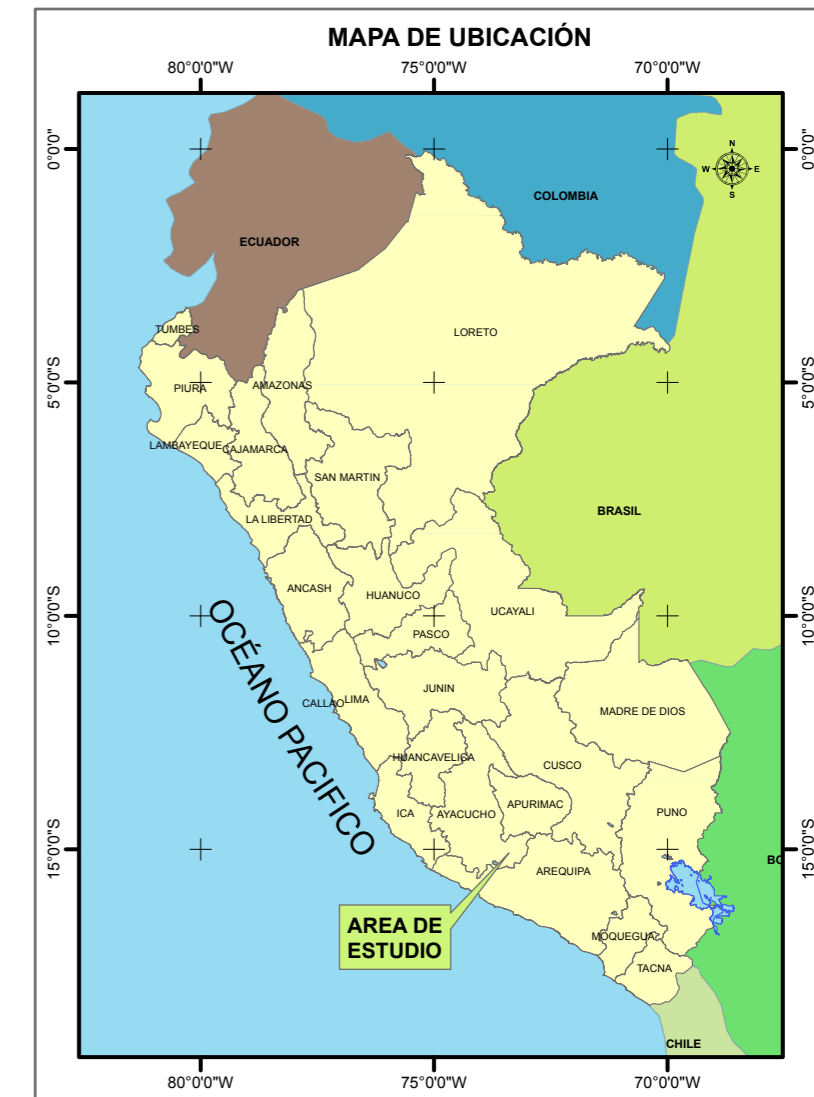 MAPA DE UBICACIÓN
80°0'0"W
75°0'0"W
70°0'0"W
0°0'0"
0°0'0"
N
W
E
S
COLOMBIA
ECUADOR
TUMBES
LORETO
5°0'0"S
5°0'0"S
PIURA
AMAZONAS
LAMBAYEQUE
CAJAMARCA
SAN MARTIN
BRASIL
LA LIBERTAD
ANCASH
HUANUCO
UCAYALI
10°0'0"S
10°0'0"S
PASCO
OCÉANO PACIFICO
JUNIN
CALLAO
LIMA
MADRE DE DIOS
HUANCAVELICA
CUSCO
APURIMAC
ICA
AYACUCHO
PUNO
15°0'0"S
15°0'0"S
BO
AREQUIPA
AREA DE
ESTUDIO
MOQUEGUA
TACNA
CHILE
80°0'0"W
75°0'0"W
70°0'0"W